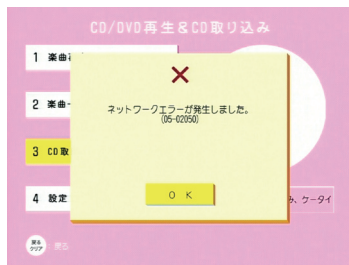 CD/DVD再生&CD取り込み
1 楽曲
2 楽曲
3 CD取
4 設定
ネットワークエラーが発生しました。
(05-02050)
OK
み、ケータイ
戻る
クリア
：戻る